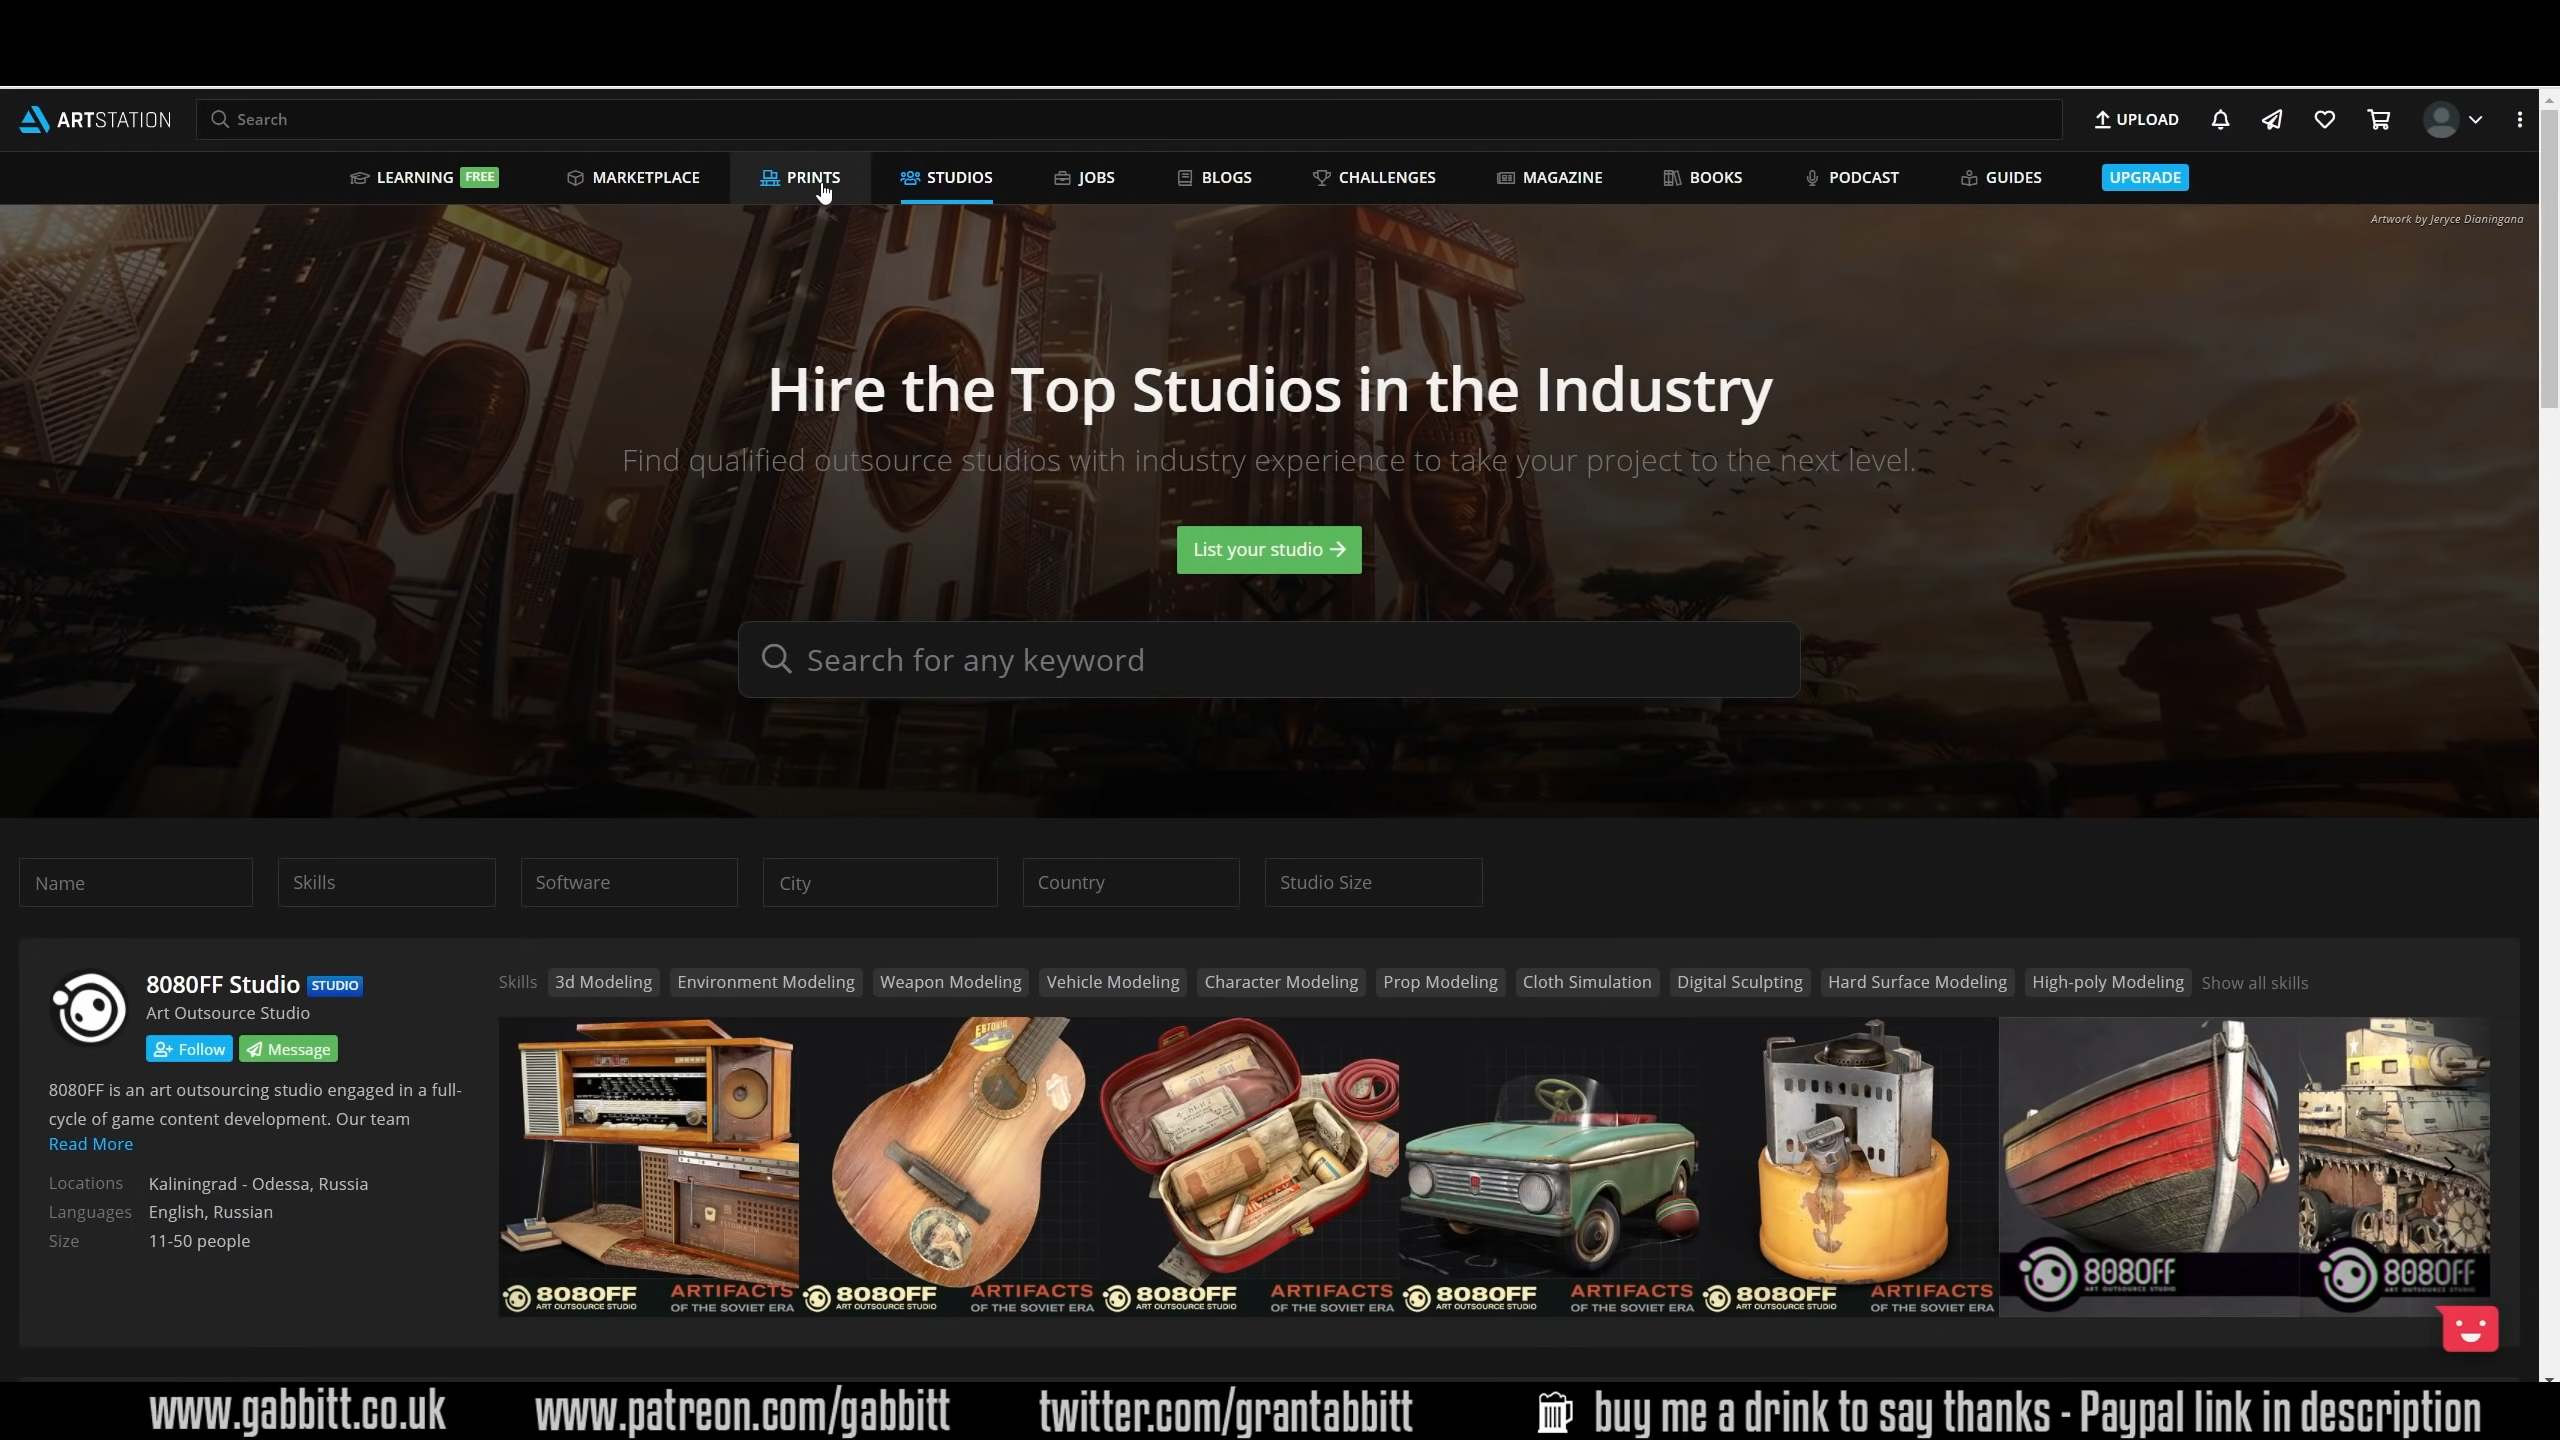 ARTSTATION
Search
UPLOAD
LEARNING FREE
MARKETPLACE
PRINTS
STUDIOS
JOBS
BLOGS
CHALLENGES
MAGAZINE
BOOKS
PODCAST
GUIDES
UPGRADE
Artwork by Jeryce Dianingana
Hire the Top Studios in the Industry
Find qualified outsource studios with industry experience to take your project to the next level.
List your studio
Search for any keyword
Name
Skills
Software
City
Country
Studio Size
8080FF Studio STUDIO
Art Outsource Studio
Follow
Message
8080FF is an art outsourcing studio engaged in a full-
cycle of game content development. Our team
Read More
Locations Kaliningrad - Odessa, Russia
Languages English, Russian
Size 11-50 people
Skills 3d Modeling Environment Modeling Weapon Modeling Vehicle Modeling Character Modeling Prop Modeling Cloth Simulation Digital Sculpting Hard Surface Modeling High-poly Modeling Show all skills
8080FF
ART OUTSOURCE STUDIO
ARTIFACTS
OF THE SOVIET ERA
8080FF
ART OUTSOURCE STUDIO
ARTIFACTS
OF THE SOVIET ERA
8080FF
ART OUTSOURCE STUDIO
ARTIFACTS
OF THE SOVIET ERA
8080FF
ART OUTSOURCE STUDIO
ARTIFACTS
OF THE SOVIET ERA
8080FF
ART OUTSOURCE STUDIO
ARTIFACTS
OF THE SOVIET ERA
8080FF
ART OUTSOURCE STUDIO
8080FF
ART OUTSOURCE STUDIO
www.gabbitt.co.uk
www.patreon.com/gabbitt
twitter.com/grantabbitt
buy me a drink to say thanks - Paypal link in description